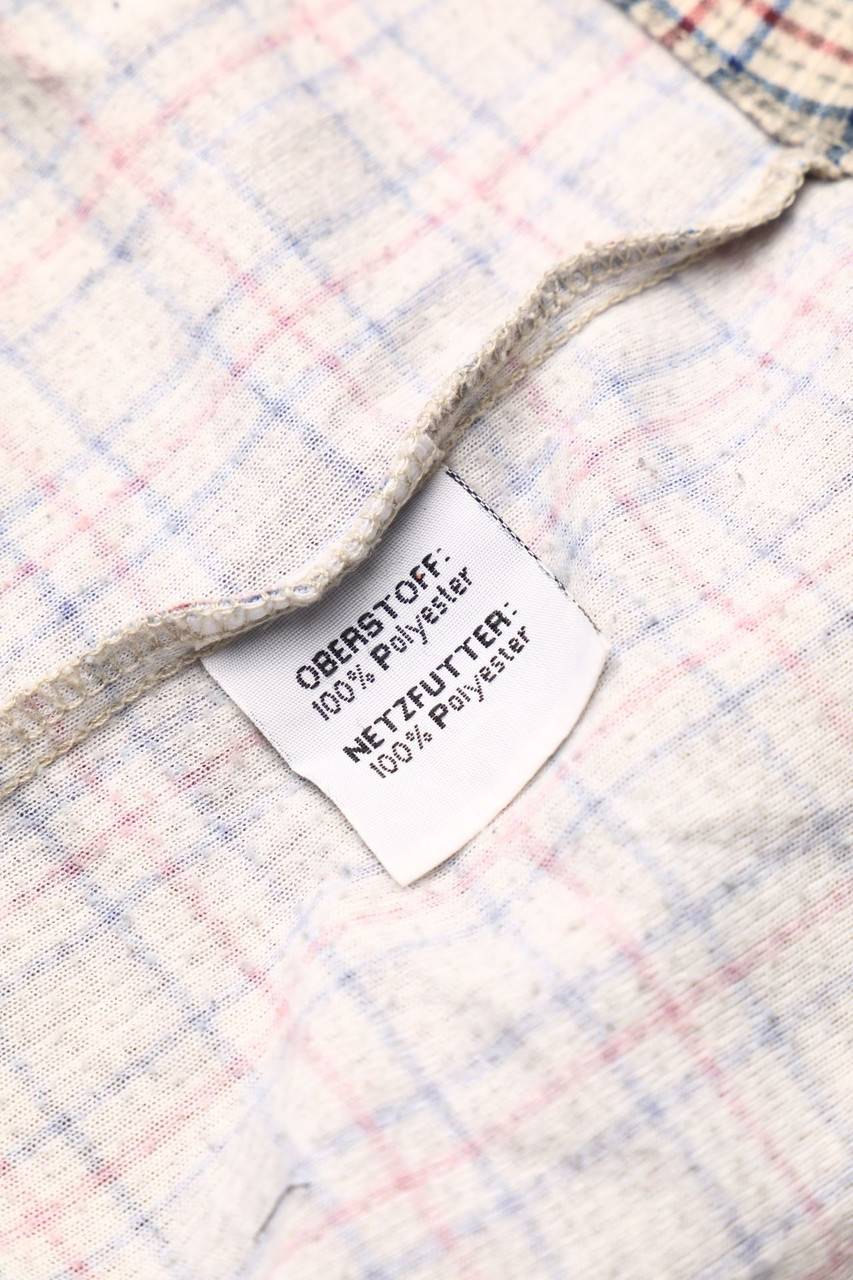 OBERSTOFF:
100% Polyester
NETZFUTTER:
100% Polyester